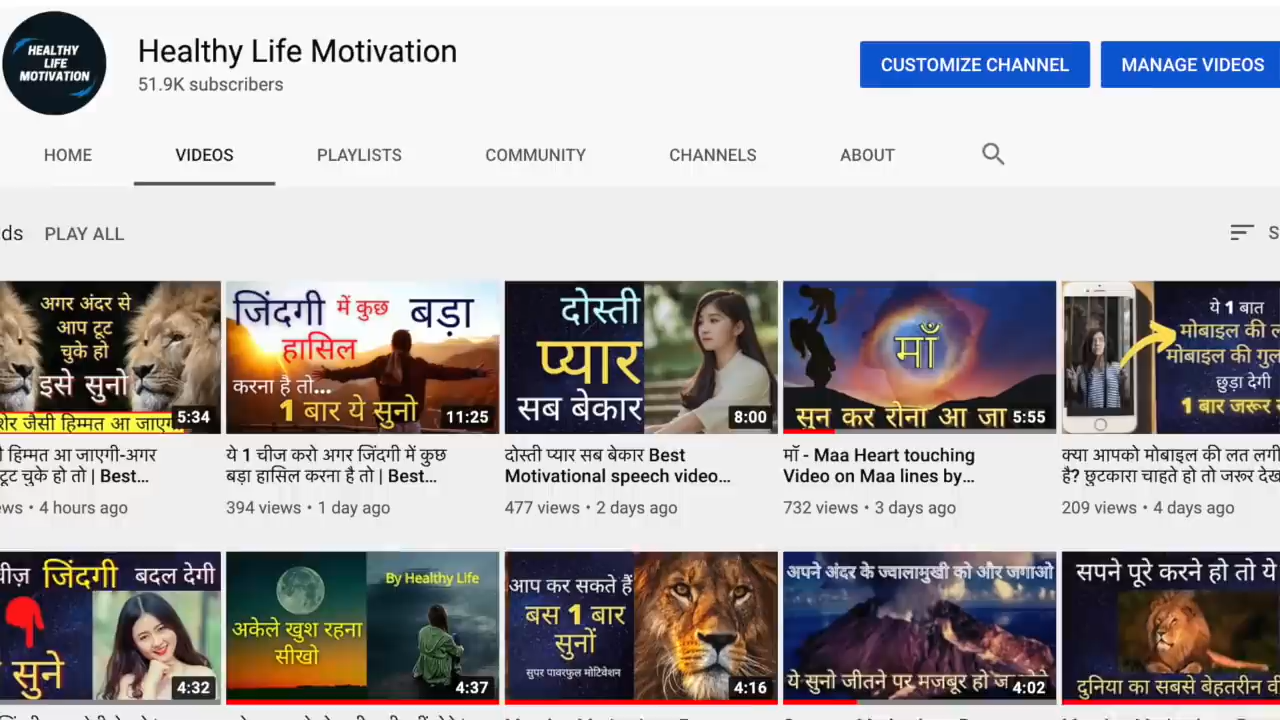 HEALTHY
LIFE
MOTIVATION
Healthy Life Motivation
51.9K subscribers
CUSTOMIZE CHANNEL
MANAGE VIDEOS
HOME
VIDEOS
PLAYLISTS
COMMUNITY
CHANNELS
ABOUT
PLAY ALL
अगर अंदर से
आप टूट
चुके हो
इसे सुनो
शेर जैसी हिम्मत आ
5:34
जिंदगी में कुछ बड़ा
हासिल
करना है तो...
1 बार ये सुनो
11:25
दोस्ती
प्यार
सब बेकार
8:00
माँ
सुन कर रोना आ जा
5:55
ये 1 बात
मोबाइल की
मोबाइल की
छुड़ा देगी
1 बार जरूर
हिम्मत आ जाएगी-अगर
टूट चुके हो तो | Best...
4 hours ago
ये 1 चीज करो अगर जिंदगी में कुछ
बड़ा हासिल करना है तो | Best...
394 views • 1 day ago
दोस्ती प्यार सब बेकार Best
Motivational speech video...
477 views • 2 days ago
मॉ - Maa Heart touching
Video on Maa lines by...
732 views • 3 days ago
क्या आपको मोबाइल की लत लगी
है? छुटकारा चाहते हो तो जरूर
209 views • 4 days ago
जिंदगी बदल देगी
सुने
4:32
By Healthy Life
अकेले खुश रहना
सीखो
4:37
आप कर सकते हैं
बस 1 बार
सुनों
सुपर पावरफुल मोटिवेशन
4:16
अपने अंदर के ज्वालामुखी को और जगाओ
ये सुनो जीतने पर मजबूर हो
4:02
सपने पूरे करने हो तो ये
दुनिया का सबसे बेहतरीन